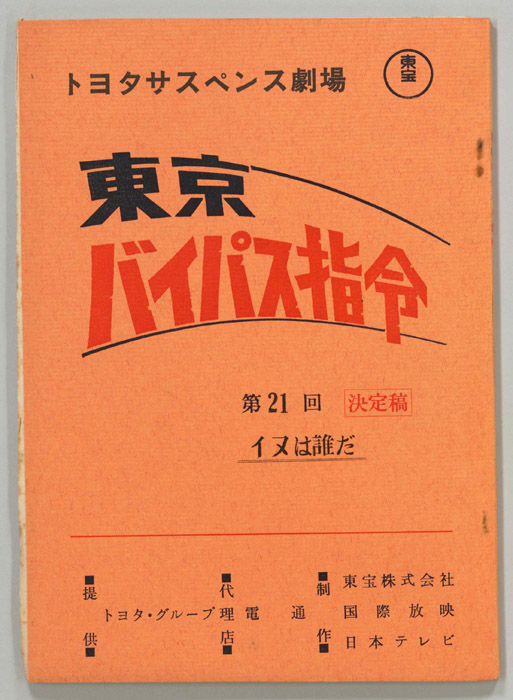 トヨタサスペンス劇場
東宝
東京
バイパス指令
第21回 決定稿
イヌは誰だ
■提供■
トヨタ・グループ
■代理店■
電通
■制作■
東宝株式会社
国際放映
日本テレビ